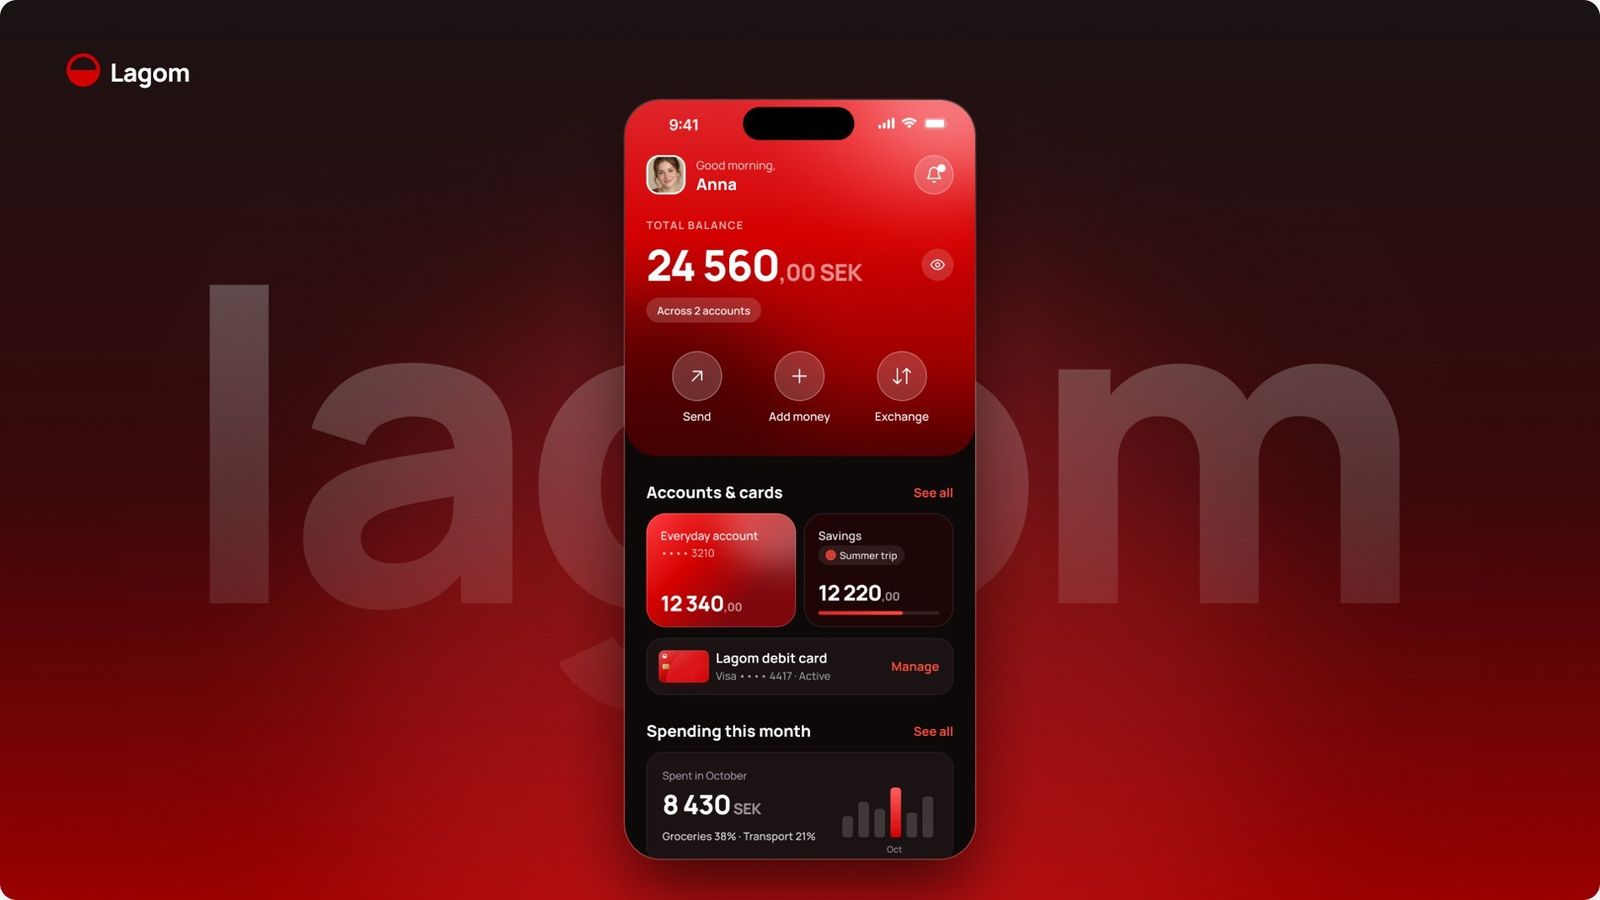 Lagom
lagom
9:41
Good morning,
Anna
TOTAL BALANCE
24 560,00 SEK
Across 2 accounts
Send
Add money
Exchange
Accounts & cards
See all
Everyday account
•••• 3210
12 340,00
Savings
Summer trip
12 220,00
Lagom debit card
Visa •••• 4417 · Active
Manage
Spending this month
See all
Spent in October
8 430 SEK
Groceries 38% · Transport 21%
Oct